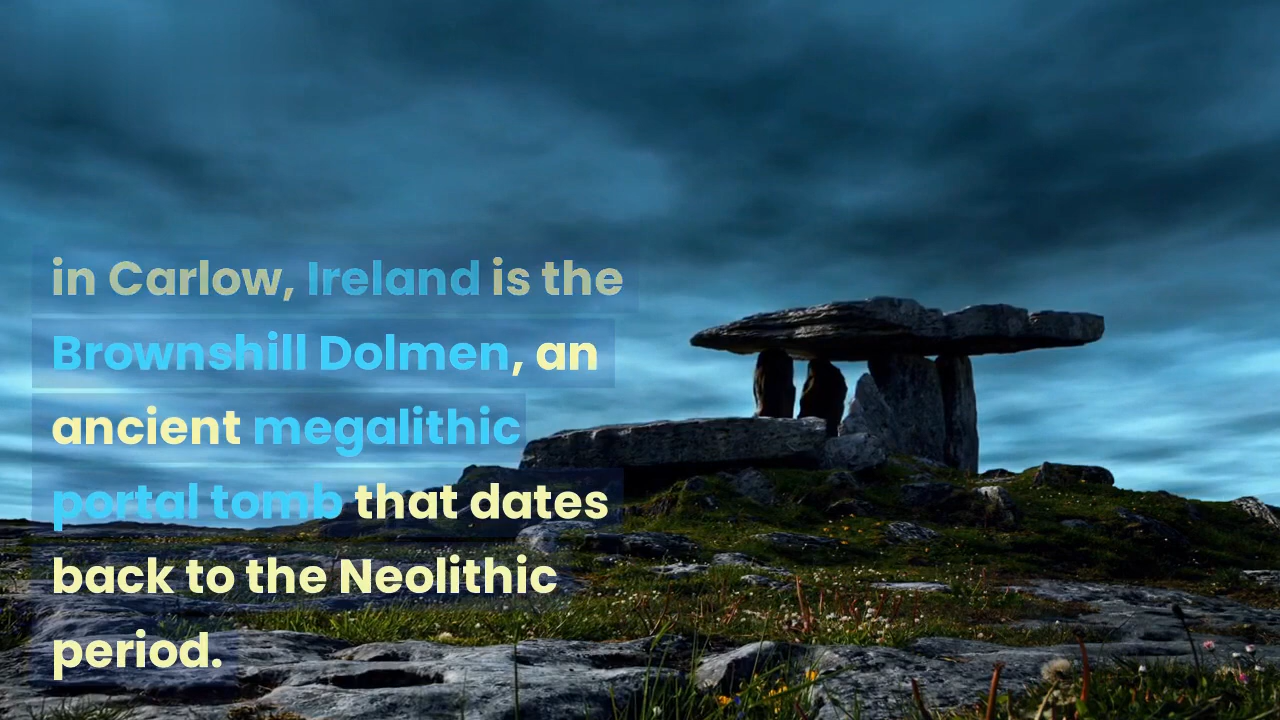 in Carlow, Ireland is the
Brownshill Dolmen, an
ancient megalithic
portal tomb that dates
back to the Neolithic
period.